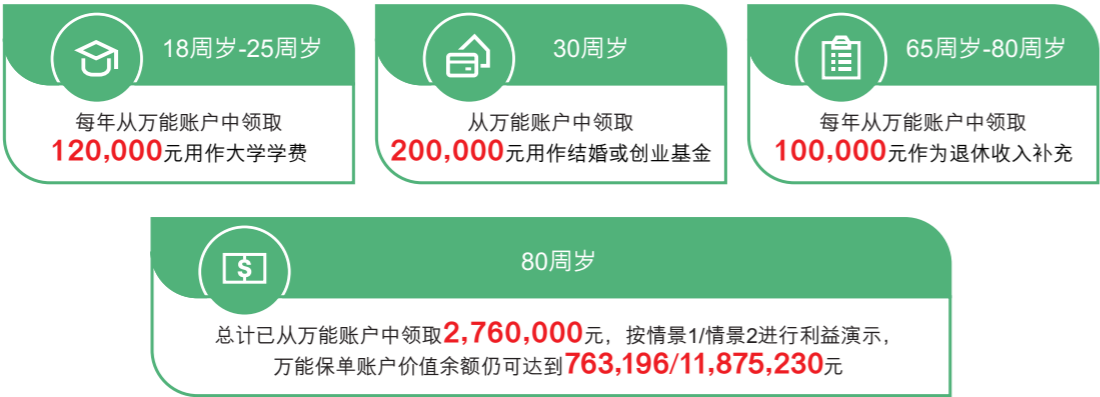 18周岁-25周岁
每年从万能账户中领取
120,000元用作大学学费
30周岁
从万能账户中领取
200,000元用作结婚或创业基金
65周岁-80周岁
每年从万能账户中领取
100,000元作为退休收入补充
$
80周岁
总计已从万能账户中领取2,760,000元，按情景1/情景2进行利益演示，
万能保单账户价值余额仍可达到763,196/11,875,230元